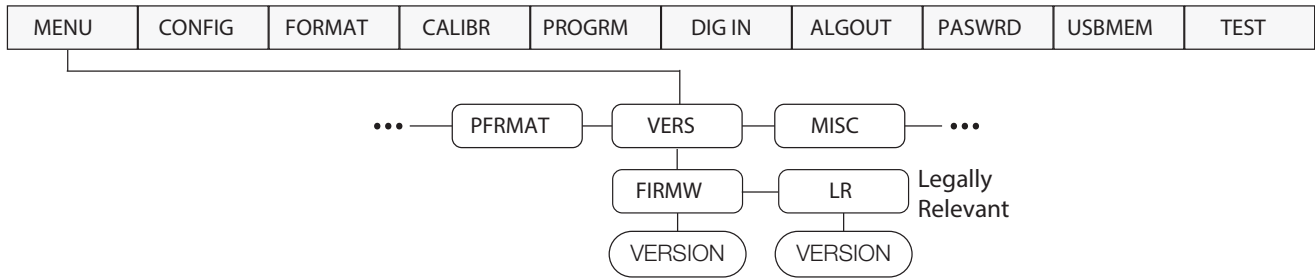 MENU CONFIG FORMAT CALIBR PROGRM DIG IN ALGOUT PASWRD USBMEM TEST
••• PFRMAT VERS MISC •••
FIRMW LR Legally
Relevant
VERSION VERSION